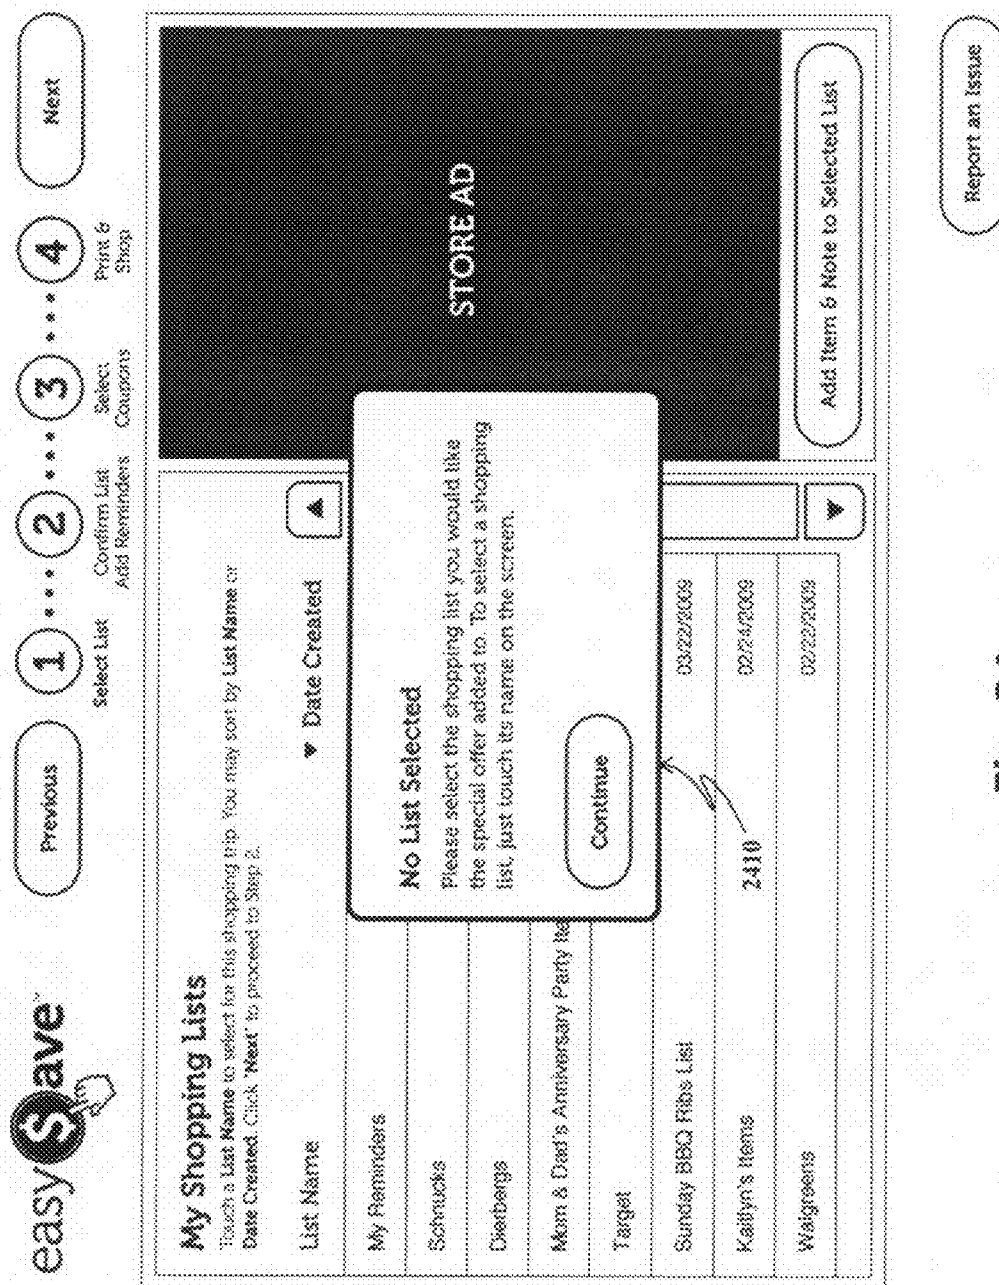 easy $ave™
Previous
1 2 3 4
Next
Select List
Confirm List
Add Reminders
Select
Coupons
Print &
Shop
My Shopping Lists
Touch a List Name to select for this shopping trip. You may sort by List Name or
Date Created. Click "Next" to proceed to Step 2.
List Name
▼ Date Created
My Reminders
Schnucks
Dierbergs
Mom & Dad's Anniversary Party Ite
Target
Sunday BBQ Ribs List 03/22/2009
Kaitlyn's Items 02/24/2009
Walgreens 02/22/2009
No List Selected
Please select the shopping list you would like
the special offer added to. To select a shopping
list, just touch its name on the screen.
Continue
2410
STORE AD
Add Item & Note to Selected List
Report an Issue